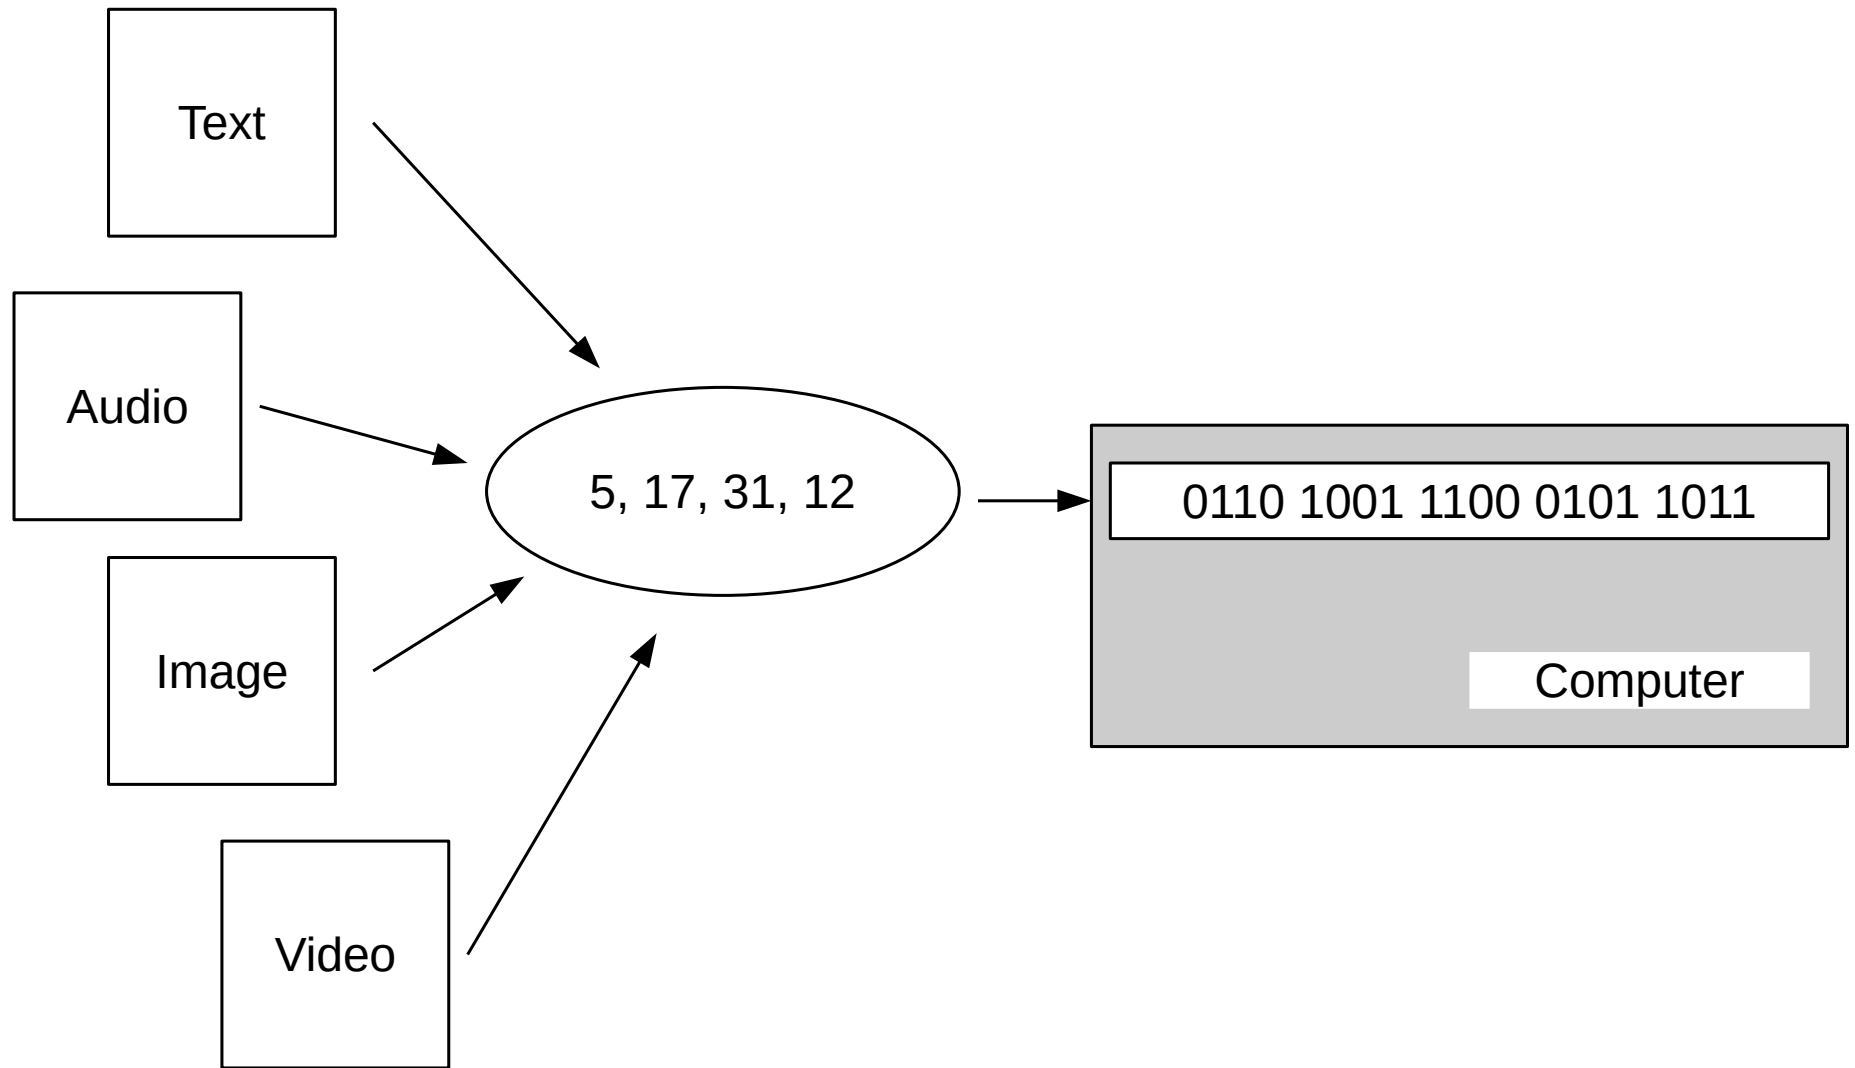 Text
Audio
Image
Video
5, 17, 31, 12
0110 1001 1100 0101 1011
Computer